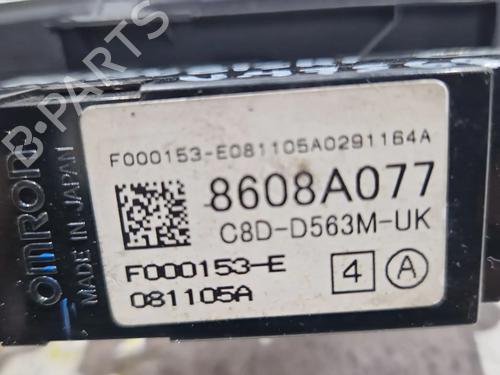 B-PARTS
OMRON
MADE IN JAPAN
F000153-E081105A0291164A
8608A077
C8D-D563M-UK
F000153-E
081105A
4 A